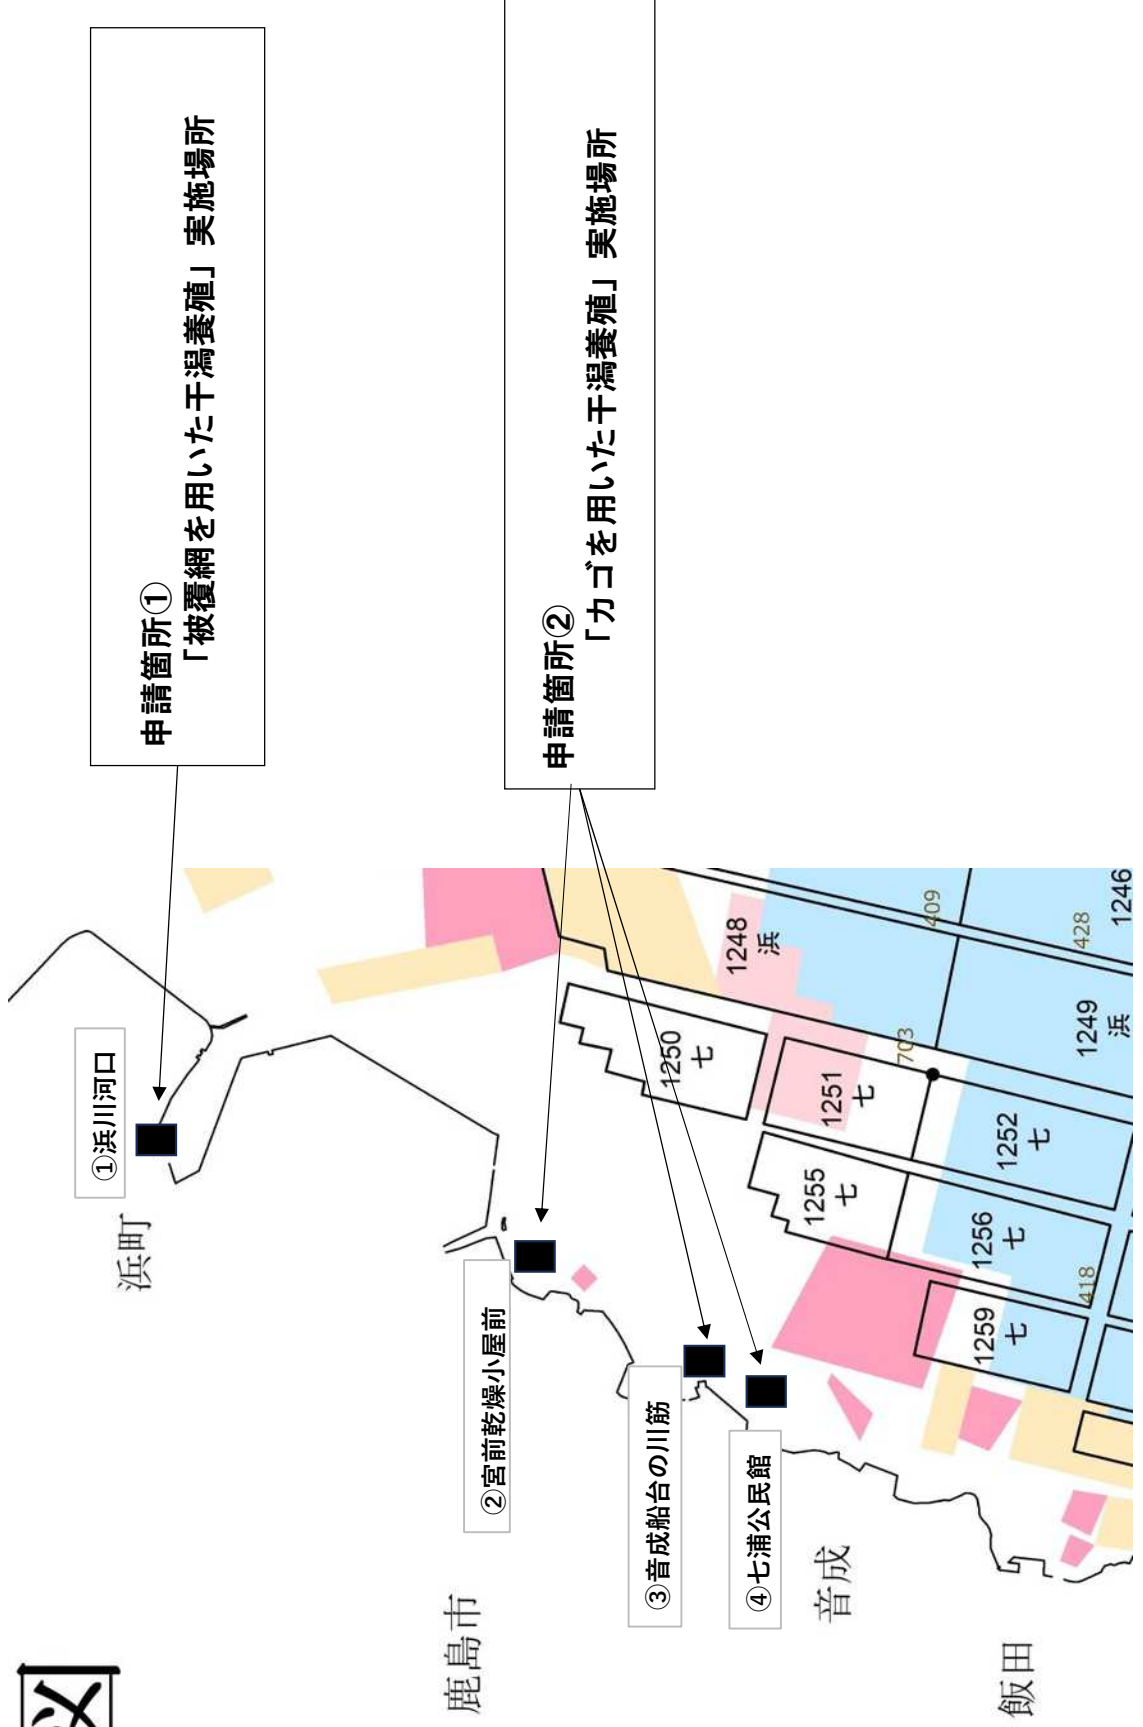 図
申請箇所①
「被覆網を用いた干潟養殖」実施場所
申請箇所②
「カゴを用いた干潟養殖」実施場所
①浜川河口
浜町
②宮前乾燥小屋前
鹿島市
③音成船台の川筋
④七浦公民館
音成
飯田
1248
浜
409
428
1246
1249
浜
1250
七
703
1251
七
1252
七
1255
七
1256
七
418
1259
七